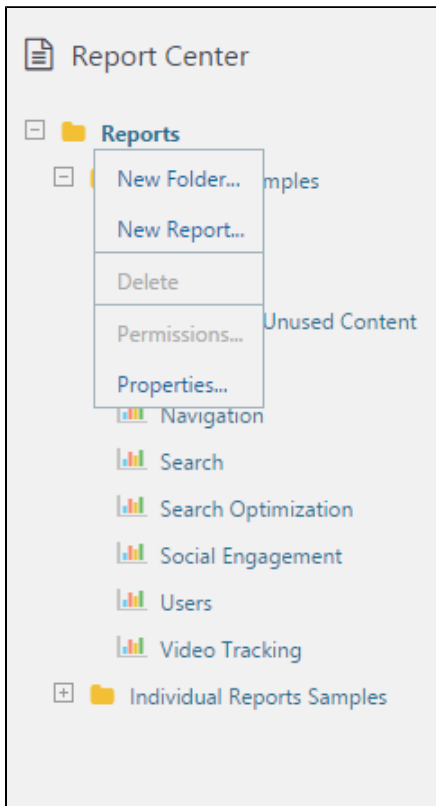 Report Center
Reports
New Folder...
mples
New Report...
Delete
Unused Content
Permissions...
Properties...
Navigation
Search
Search Optimization
Social Engagement
Users
Video Tracking
Individual Reports Samples